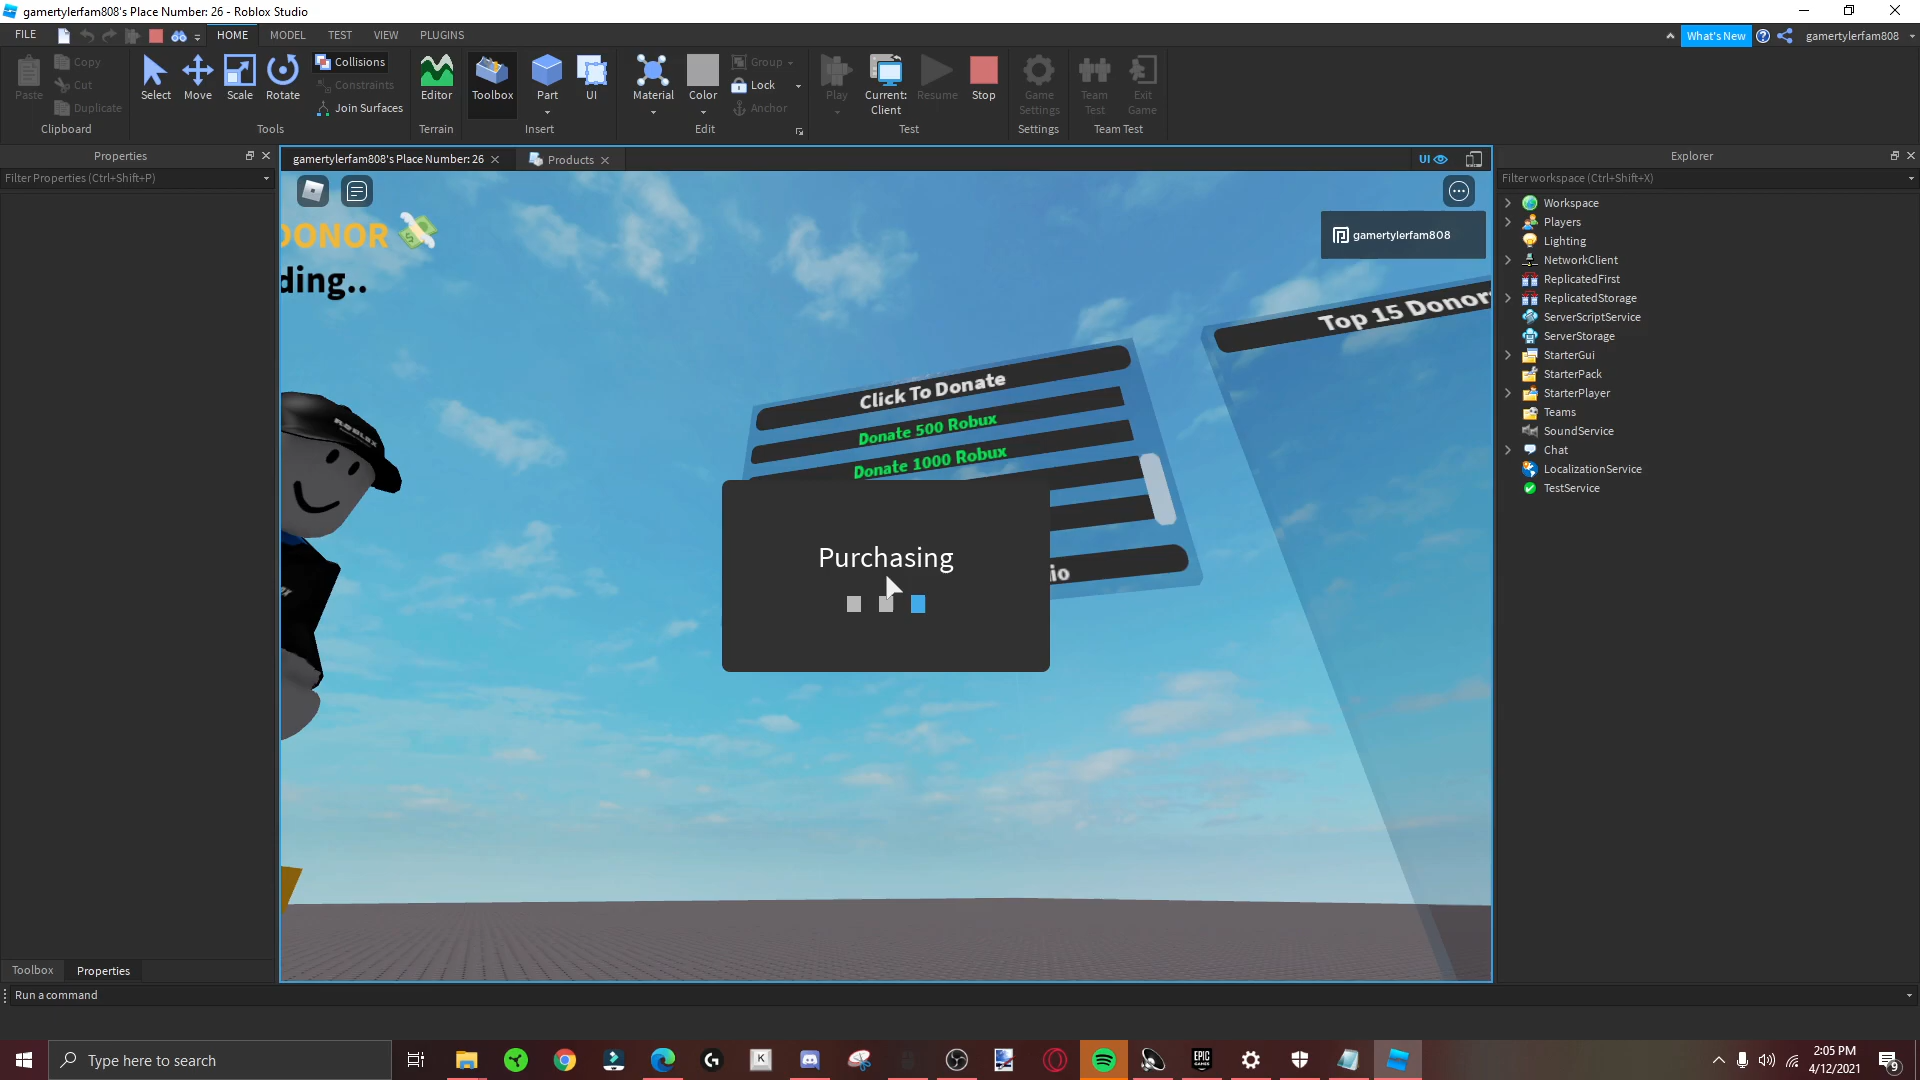 gamertylerfam808's Place Number: 26 - Roblox Studio
FILE
HOME
MODEL
TEST
VIEW
PLUGINS
What's New
gamertylerfam808
Paste
Copy
Cut
Duplicate
Clipboard
Select
Move
Scale
Rotate
Collisions
Constraints
Join Surfaces
Tools
Editor
Terrain
Toolbox
Part
UI
Insert
Material
Color
Group
Lock
Anchor
Edit
Play
Current:
Client
Resume
Stop
Test
Game
Settings
Settings
Team
Test
Exit
Game
Team Test
Properties
Filter Properties (Ctrl+Shift+P)
gamertylerfam808's Place Number: 26
Products
UI
DONOR
ding..
ROBLOX
gamertylerfam808
Top 15 Donor
Click To Donate
Donate 500 Robux
Donate 1000 Robux
io
Purchasing
Explorer
Filter workspace (Ctrl+Shift+X)
Workspace
Players
Lighting
NetworkClient
ReplicatedFirst
ReplicatedStorage
ServerScriptService
ServerStorage
StarterGui
StarterPack
StarterPlayer
Teams
SoundService
Chat
LocalizationService
TestService
Toolbox
Properties
Run a command
Type here to search
K
EPIC
GAMES
2:05 PM
4/12/2021
9